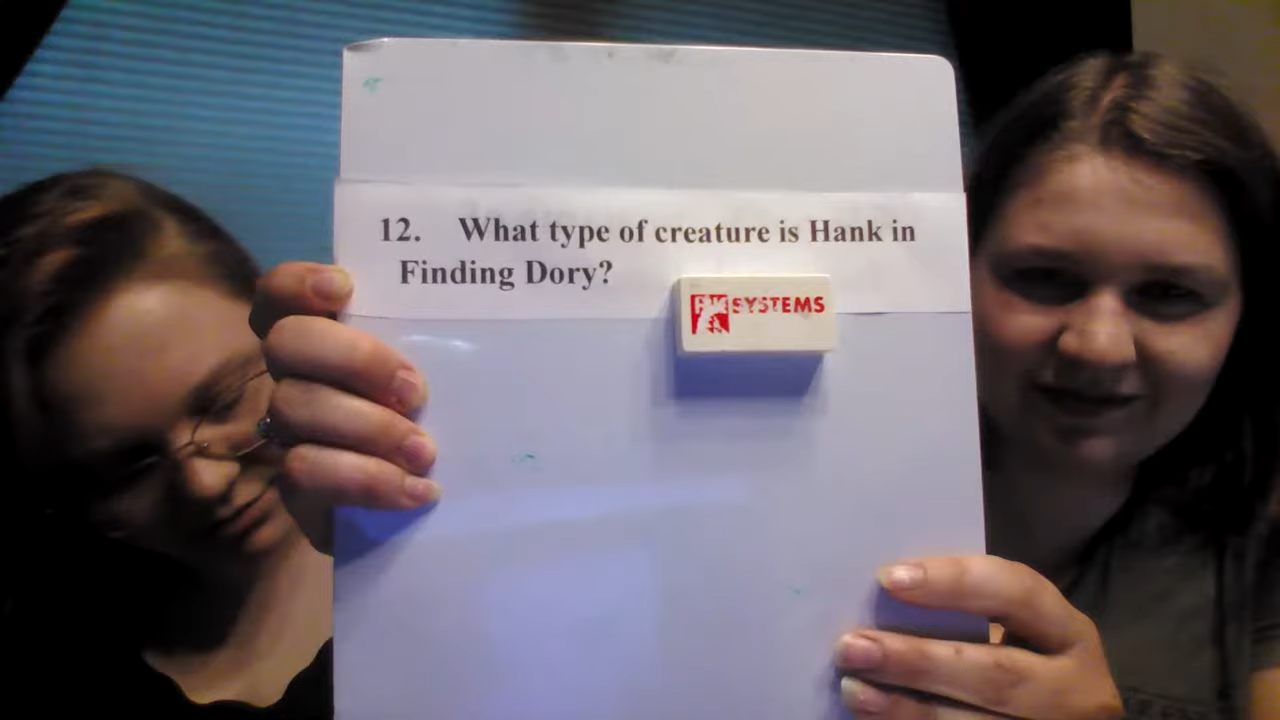 12. What type of creature is Hank in
Finding Dory?
SYSTEMS